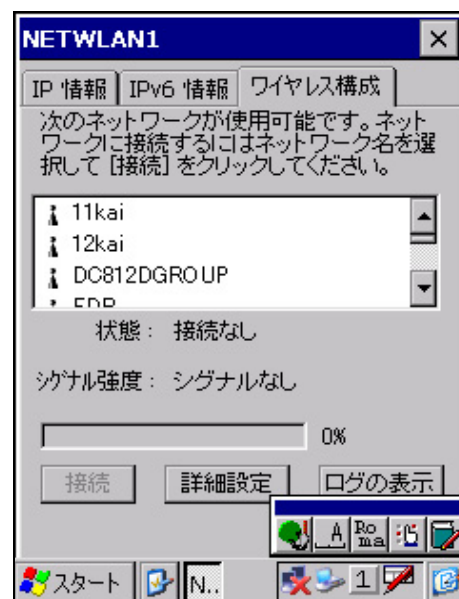 NETWLAN1
IP 情報 IPv6 情報 ワイヤレス構成
次のネットワークが使用可能です。ネット
ワークに接続するにはネットワーク名を選
択して [接続] をクリックしてください。
11kai
12kai
DC812DGROUP
状態： 接続なし
ｼｸﾞﾅﾙ強度： シグナルなし
0%
接続 詳細設定 ログの表示
A Ro
ma
スタート N.. 1